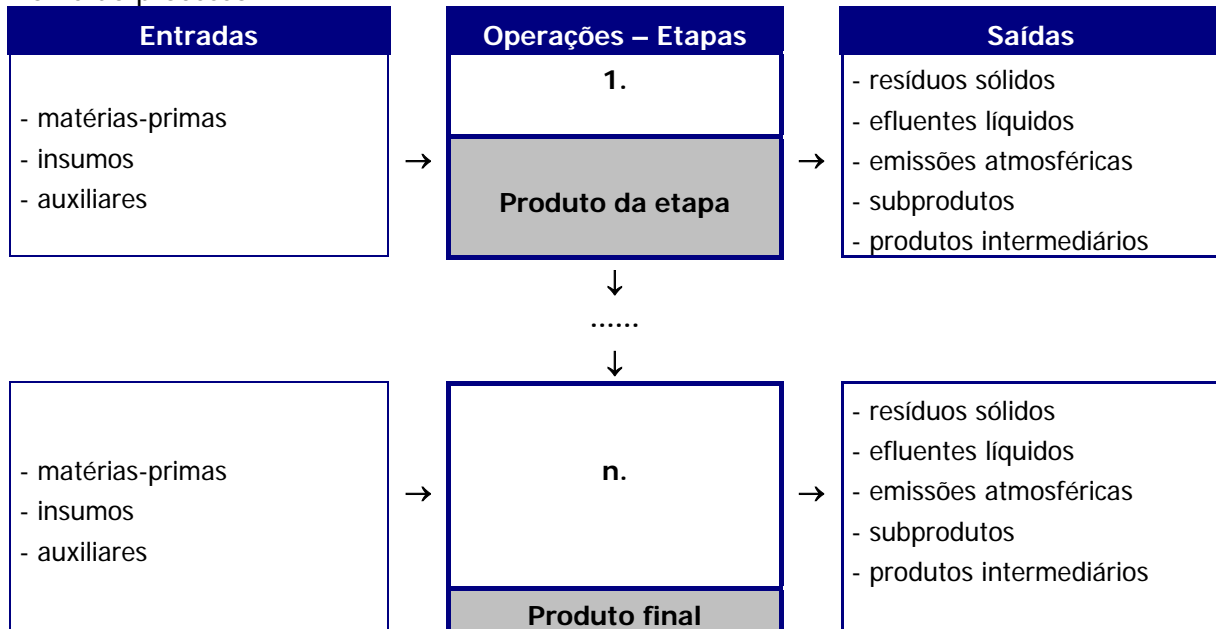 Entradas
Operações – Etapas
Saídas
- matérias-primas
- insumos
- auxiliares
→
1.
Produto da etapa
→
- resíduos sólidos
- efluentes líquidos
- emissões atmosféricas
- subprodutos
- produtos intermediários
↓
......
↓
- matérias-primas
- insumos
- auxiliares
→
n.
Produto final
→
- resíduos sólidos
- efluentes líquidos
- emissões atmosféricas
- subprodutos
- produtos intermediários